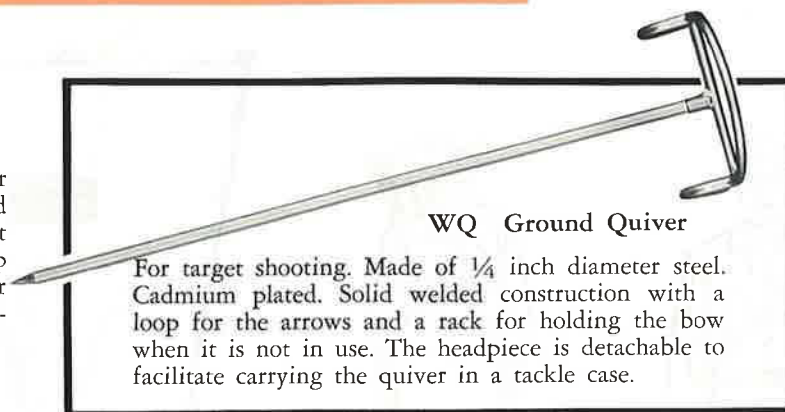 WQ Ground Quiver
For target shooting. Made of ¼ inch diameter steel.
Cadmium plated. Solid welded construction with a
loop for the arrows and a rack for holding the bow
when it is not in use. The headpiece is detachable to
facilitate carrying the quiver in a tackle case.